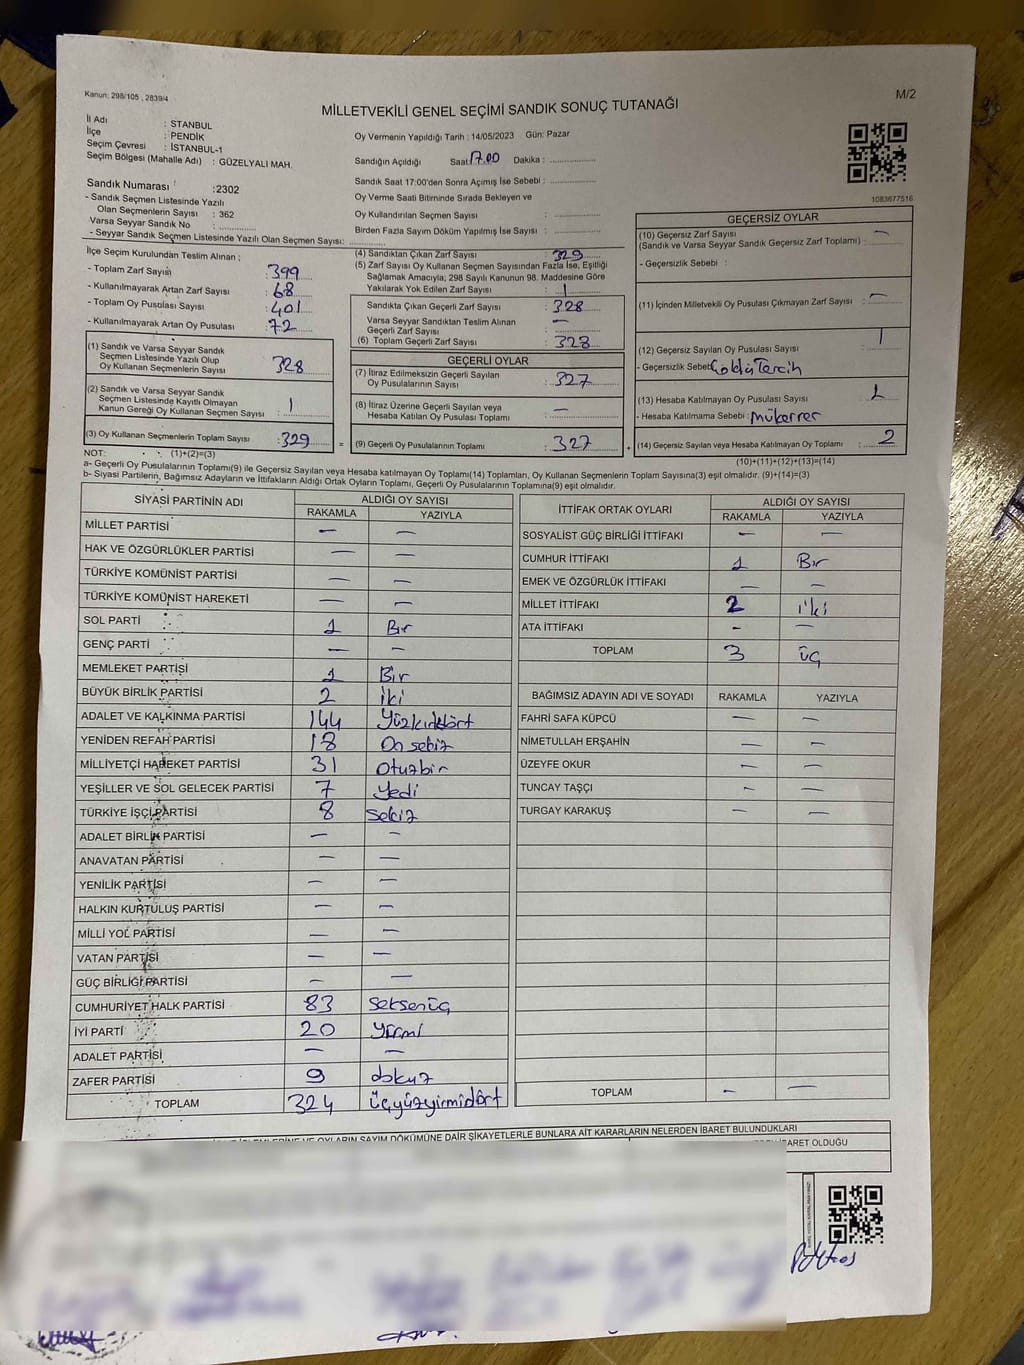 Kanun: 298/105 , 2839/4
M/2
MİLLETVEKİLİ GENEL SEÇİMİ SANDIK SONUÇ TUTANAĞI
İl Adı : İSTANBUL
İlçe : PENDİK
Seçim Çevresi : İSTANBUL-1
Seçim Bölgesi (Mahalle Adı) : GÜZELYALI MAH.
Sandık Numarası :2302
- Sandık Seçmen Listesinde Yazılı
Olan Seçmenlerin Sayısı : 362
Varsa Seyyar Sandık No :
- Seyyar Sandık Seçmen Listesinde Yazılı Olan Seçmen Sayısı:
Oy Vermenin Yapıldığı Tarih : 14/05/2023 Gün: Pazar
Sandığın Açıldığı Saat 17.00 Dakika :
Sandık Saat 17:00'den Sonra Açımış İse Sebebi :
Oy Verme Saati Bitiminde Sırada Bekleyen ve
Oy Kullandırılan Seçmen Sayısı :
Birden Fazla Sayım Döküm Yapılmış İse Sayısı :
1083677516
İlçe Seçim Kurulundan Teslim Alınan ;
- Toplam Zarf Sayısı : 399
- Kullanılmayarak Artan Zarf Sayısı : 68
- Toplam Oy Pusulası Sayısı : 401
- Kullanılmayarak Artan Oy Pusulası : 72
(1) Sandık ve Varsa Seyyar Sandık
Seçmen Listesinde Yazılı Olup
Oy Kullanan Seçmenlerin Sayısı : 328
(2) Sandık ve Varsa Seyyar Sandık
Seçmen Listesinde Kayıtlı Olmayan
Kanun Gereği Oy Kullanan Seçmen Sayısı : 1
(3) Oy Kullanan Seçmenlerin Toplam Sayısı : 329
(4) Sandıktan Çıkan Zarf Sayısı : 329
(5) Zarf Sayısı Oy Kullanan Seçmen Sayısından Fazla İse, Eşitliği
Sağlamak Amacıyla; 298 Sayılı Kanunun 98. Maddesine Göre
Yakılarak Yok Edilen Zarf Sayısı : 1
Sandıkta Çıkan Geçerli Zarf Sayısı : 328
Varsa Seyyar Sandıktan Teslim Alınan
Geçerli Zarf Sayısı : —
(6) Toplam Geçerli Zarf Sayısı : 328
GEÇERLİ OYLAR
(7) İtiraz Edilmeksizin Geçerli Sayılan
Oy Pusulalarının Sayısı : 327
(8) İtiraz Üzerine Geçerli Sayılan veya
Hesaba Katılan Oy Pusulası Toplamı : —
= (9) Geçerli Oy Pusulalarının Toplamı : 327 +
GEÇERSİZ OYLAR
(10) Geçersiz Zarf Sayısı : —
(Sandık ve Varsa Seyyar Sandık Geçersiz Zarf Toplamı)
- Geçersizlik Sebebi :
(11) İçinden Milletvekili Oy Pusulası Çıkmayan Zarf Sayısı : —
(12) Geçersiz Sayılan Oy Pusulası Sayısı : 1
- Geçersizlik Sebebi Çoklu Tercih
(13) Hesaba Katılmayan Oy Pusulası Sayısı : 1
- Hesaba Katılmama Sebebi : Mükerrer
(14) Geçersiz Sayılan veya Hesaba Katılmayan Oy Toplamı : 2
NOT: (1)+(2)=(3)
(10)+(11)+(12)+(13)=(14)
a- Geçerli Oy Pusulalarının Toplamı(9) ile Geçersiz Sayılan veya Hesaba katılmayan Oy Toplamı(14) Toplamları, Oy Kullanan Seçmenlerin Toplam Sayısına(3) eşit olmalıdır. (9)+(14)=(3)
b- Siyasi Partilerin, Bağımsız Adayların ve İttifakların Aldığı Ortak Oyların Toplamı, Geçerli Oy Pusulalarının Toplamına(9) eşit olmalıdır.
SİYASİ PARTİNİN ADI ALDIĞI OY SAYISI
RAKAMLA YAZIYLA
MİLLET PARTİSİ — —
HAK VE ÖZGÜRLÜKLER PARTİSİ — —
TÜRKİYE KOMÜNİST PARTİSİ — —
TÜRKİYE KOMÜNİST HAREKETİ — —
SOL PARTİ 1 Bir
GENÇ PARTİ — —
MEMLEKET PARTİSİ 1 Bir
BÜYÜK BİRLİK PARTİSİ 2 iki
ADALET VE KALKINMA PARTİSİ 144 Yüzkırkdört
YENİDEN REFAH PARTİSİ 18 On sekiz
MİLLİYETÇİ HAREKET PARTİSİ 31 Otuzbir
YEŞİLLER VE SOL GELECEK PARTİSİ 7 Yedi
TÜRKİYE İŞÇİ PARTİSİ 8 Sekiz
ADALET BİRLİK PARTİSİ — —
ANAVATAN PARTİSİ — —
YENİLİK PARTİSİ — —
HALKIN KURTULUŞ PARTİSİ — —
MİLLİ YOL PARTİSİ — —
VATAN PARTİSİ — —
GÜÇ BİRLİĞİ PARTİSİ — —
CUMHURİYET HALK PARTİSİ 83 Seksenüç
İYİ PARTİ 20 Yirmi
ADALET PARTİSİ — —
ZAFER PARTİSİ 9 dokuz
TOPLAM 324 üçyüzyirmidört
İTTİFAK ORTAK OYLARI ALDIĞI OY SAYISI
RAKAMLA YAZIYLA
SOSYALİST GÜÇ BİRLİĞİ İTTİFAKI — —
CUMHUR İTTİFAKI 1 Bir
EMEK VE ÖZGÜRLÜK İTTİFAKI — —
MİLLET İTTİFAKI 2 iki
ATA İTTİFAKI — —
TOPLAM 3 üç
BAĞIMSIZ ADAYIN ADI VE SOYADI RAKAMLA YAZIYLA
FAHRİ SAFA KÜPCÜ — —
NİMETULLAH ERŞAHİN — —
ÜZEYFE OKUR — —
TUNCAY TAŞÇI — —
TURGAY KARAKUŞ — —
TOPLAM — —
OYLARIN SAYIM DÖKÜMÜNE DAİR ŞİKAYETLERLE BUNLARA AİT KARARLARIN NELERDEN İBARET BULUNDUKLARI
İBARET OLDUĞU